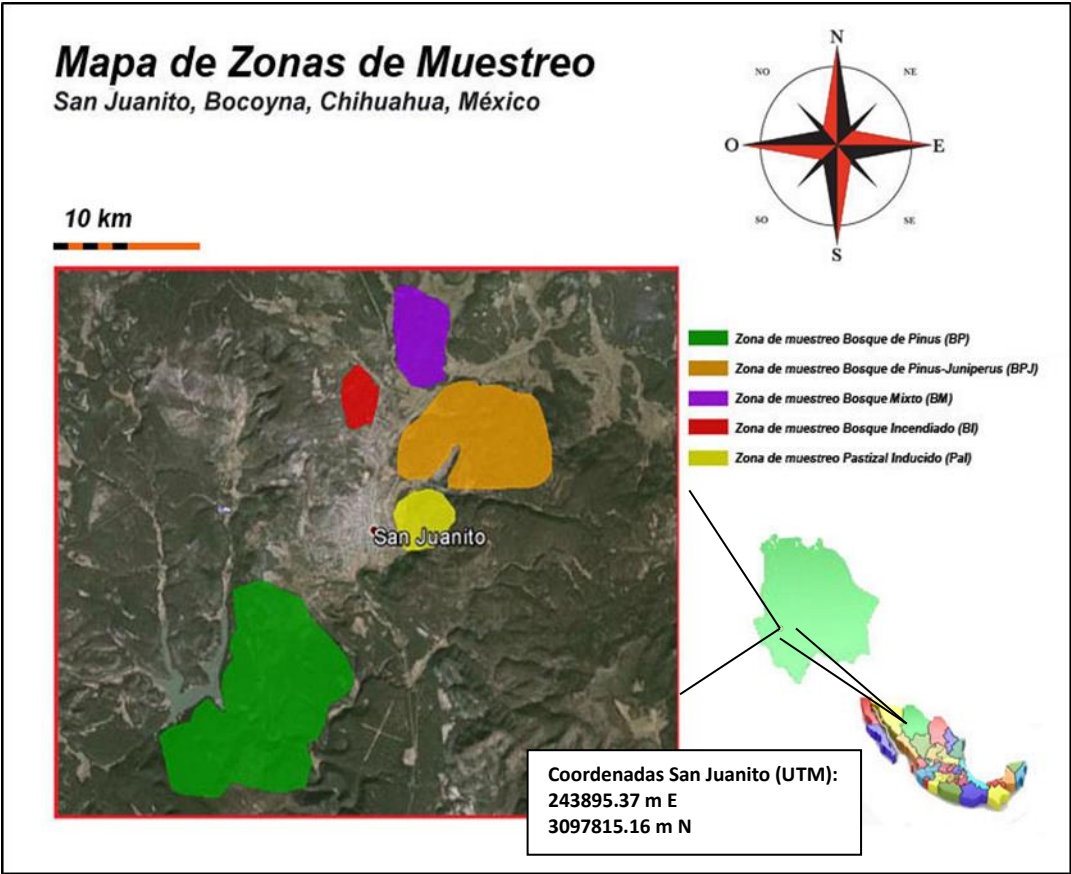 Mapa de Zonas de Muestreo
San Juanito, Bocoyna, Chihuahua, México
N
NO
NE
O
E
SO
SE
S
10 km
Zona de muestreo Bosque de Pinus (BP)
Zona de muestreo Bosque de Pinus-Juniperus (BPJ)
Zona de muestreo Bosque Mixto (BM)
Zona de muestreo Bosque Incendiado (BI)
Zona de muestreo Pastizal Inducido (PaI)
San Juanito
Coordenadas San Juanito (UTM):
243895.37 m E
3097815.16 m N